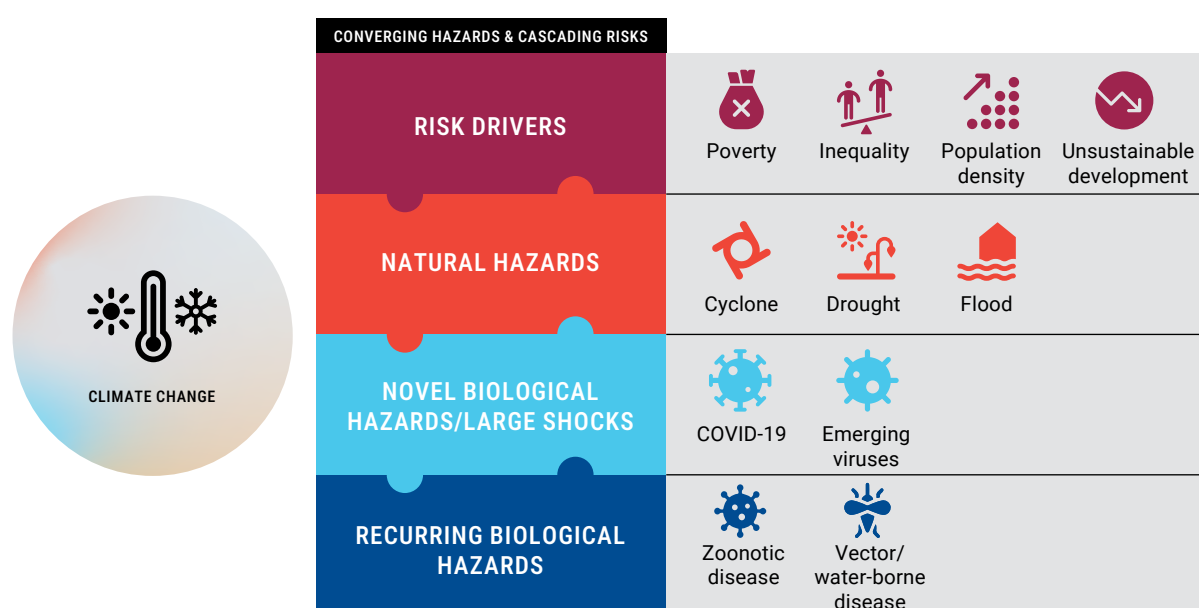 CONVERGING HAZARDS & CASCADING RISKS
RISK DRIVERS
Poverty
Inequality
Population
density
Unsustainable
development
NATURAL HAZARDS
Cyclone
Drought
Flood
CLIMATE CHANGE
NOVEL BIOLOGICAL
HAZARDS/LARGE SHOCKS
COVID-19
Emerging
viruses
RECURRING BIOLOGICAL
HAZARDS
Zoonotic
disease
Vector/
water-borne
disease